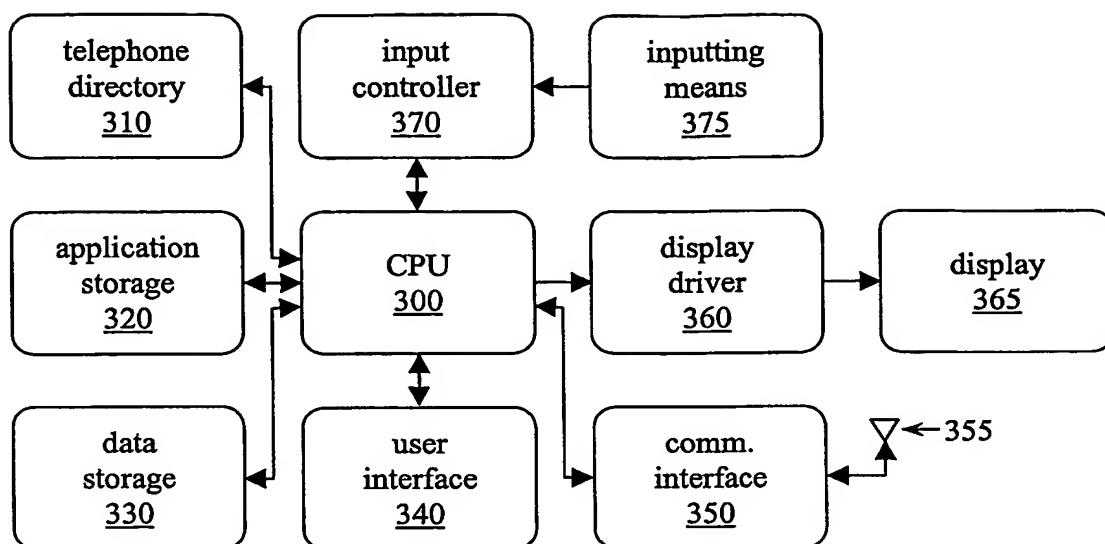 telephone
directory
310
input
controller
370
inputting
means
375
application
storage
320
CPU
300
display
driver
360
display
365
data
storage
330
user
interface
340
comm.
interface
350
355